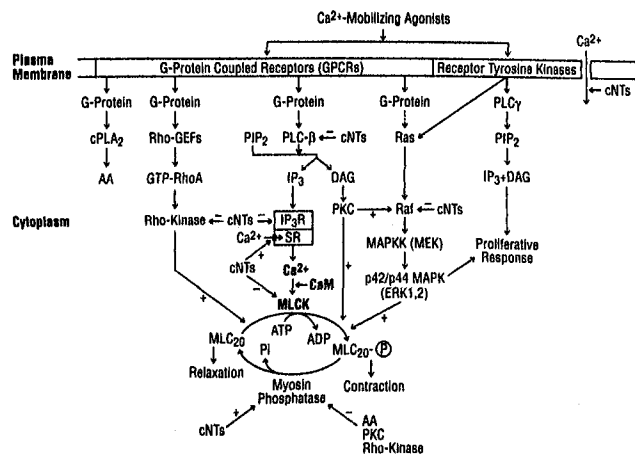 Ca²⁺-Mobilizing Agonists
Ca²⁺
Plasma Membrane
G-Protein Coupled Receptors (GPCRs)
Receptor Tyrosine Kinases
cNTs
G-Protein G-Protein G-Protein G-Protein PLCγ
cPLA₂ Rho-GEFs PIP₂ PLC-β − cNTs Ras PIP₂
AA GTP-RhoA IP₃ DAG IP₃+DAG
Cytoplasm
Rho-Kinase − cNTs − IP₃R PKC + Raf − cNTs
Ca²⁺ SR MAPKK (MEK) Proliferative Response
cNTs + Ca²⁺ + p42/p44 MAPK (ERK1,2)
− CaM
+ MLCK +
ATP ADP
MLC₂₀ Pi MLC₂₀-Ⓟ
Relaxation Contraction
Myosin Phosphatase
cNTs + − AA
PKC
Rho-Kinase